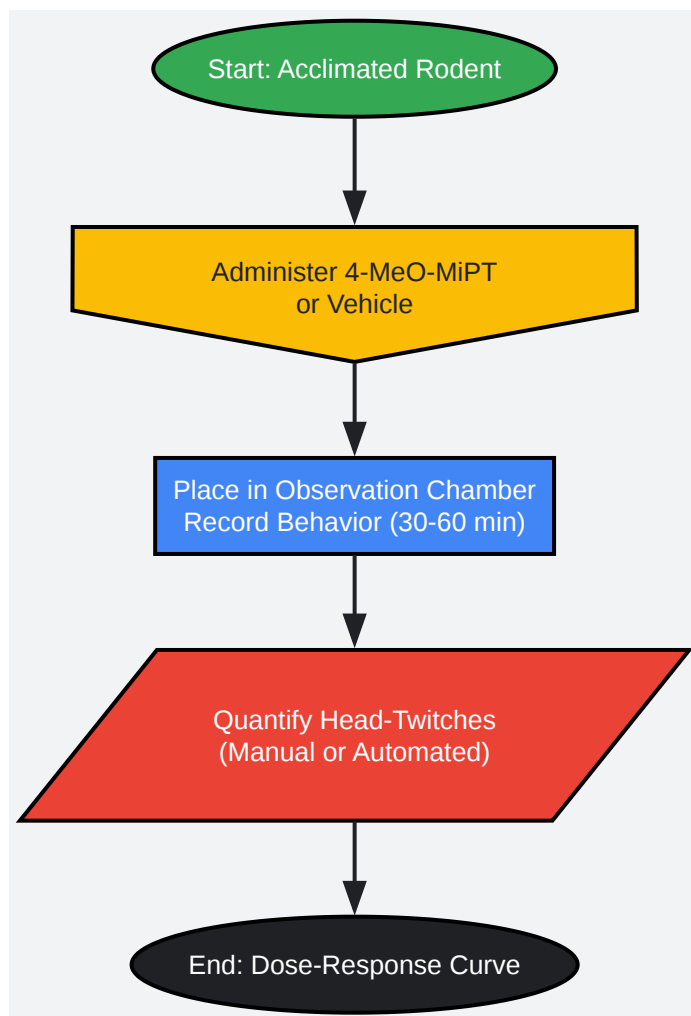 Start: Acclimated Rodent
Administer 4-MeO-MiPT
or Vehicle
Place in Observation Chamber
Record Behavior (30-60 min)
Quantify Head-Twitches
(Manual or Automated)
End: Dose-Response Curve